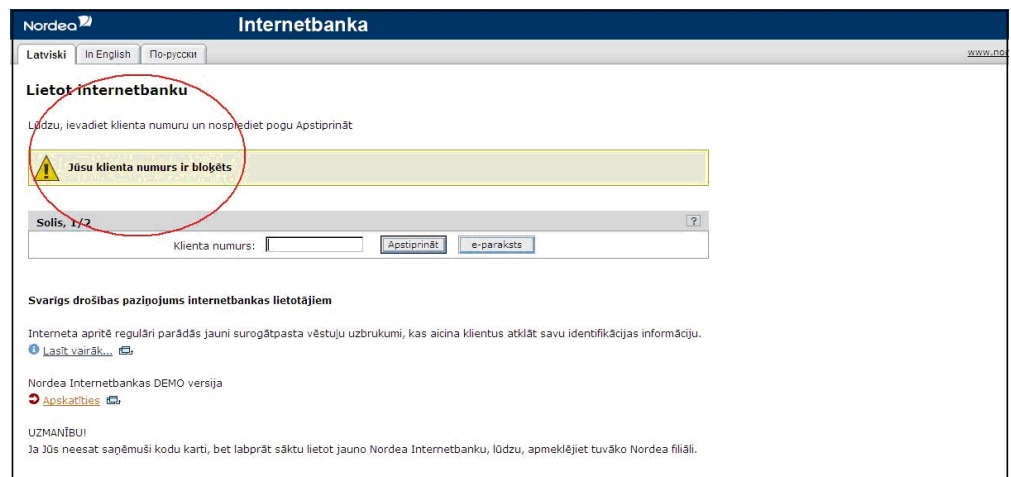 Nordea
Internetbanka
Latviski In English По-русски
www.nor
Lietot internetbanku
Lūdzu, ievadiet klienta numuru un nospiediet pogu Apstiprināt
Jūsu klienta numurs ir bloķēts
Solis, 1/2 ?
Klienta numurs: Apstiprināt e-paraksts
Svarīgs drošības paziņojums internetbankas lietotājiem
Interneta apritē regulāri parādās jauni surogātpasta vēstuļu uzbrukumi, kas aicina klientus atklāt savu identifikācijas informāciju.
Lasīt vairāk...
Nordea Internetbankas DEMO versija
Apskatīties
UZMANĪBU!
Ja Jūs neesat saņēmuši kodu karti, bet labprāt sāktu lietot jauno Nordea Internetbanku, lūdzu, apmeklējiet tuvāko Nordea filiāli.